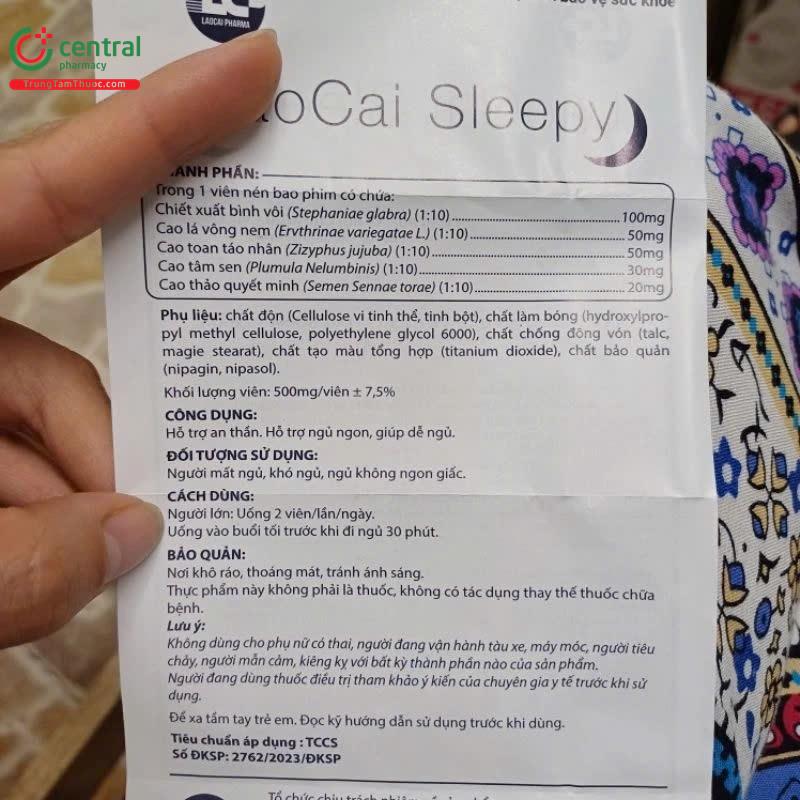 LAOCAI PHARMA
bảo vệ sức khỏe
central
pharmacy
TrungTamThuoc.com
aoCai Sleepy
ÀNH PHẦN:
Trong 1 viên nén bao phim có chứa:
Chiết xuất bình vôi (Stephaniae glabra) (1:10)...100mg
Cao lá vông nem (Ervthrinae variegatae L.) (1:10)...50mg
Cao toan táo nhân (Zizyphus jujuba) (1:10)...50mg
Cao tâm sen (Plumula Nelumbinis) (1:10)...30mg
Cao thảo quyết minh (Semen Sennae torae) (1:10)...20mg
Phụ liệu: chất độn (Cellulose vi tinh thể, tinh bột), chất làm bóng (hydroxylpro-
pyl methyl cellulose, polyethylene glycol 6000), chất chống đông vón (talc,
magie stearat), chất tạo màu tổng hợp (titanium dioxide), chất bảo quản
(nipagin, nipasol).
Khối lượng viên: 500mg/viên ± 7,5%
CÔNG DỤNG:
Hỗ trợ an thần. Hỗ trợ ngủ ngon, giúp dễ ngủ.
ĐỐI TƯỢNG SỬ DỤNG:
Người mất ngủ, khó ngủ, ngủ không ngon giấc.
CÁCH DÙNG:
Người lớn: Uống 2 viên/lần/ngày.
Uống vào buổi tối trước khi đi ngủ 30 phút.
BẢO QUẢN:
Nơi khô ráo, thoáng mát, tránh ánh sáng.
Thực phẩm này không phải là thuốc, không có tác dụng thay thế thuốc chữa
bệnh.
Lưu ý:
Không dùng cho phụ nữ có thai, người đang vận hành tàu xe, máy móc, người tiêu
chảy, người mẫn cảm, kiêng kỵ với bất kỳ thành phần nào của sản phẩm.
Người đang dùng thuốc điều trị tham khảo ý kiến của chuyên gia y tế trước khi sử
dụng.
Để xa tầm tay trẻ em. Đọc kỹ hướng dẫn sử dụng trước khi dùng.
Tiêu chuẩn áp dụng : TCCS
Số ĐKSP: 2762/2023/ĐKSP
Tổ chức chịu trách nhiệm